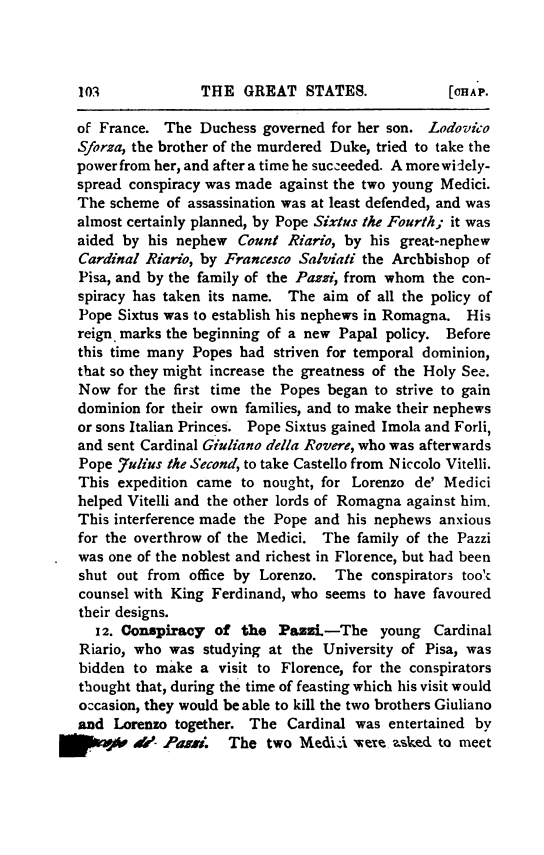 103 THE GREAT STATES. [CHAP.
of France. The Duchess governed for her son. Lodovico
Sforza, the brother of the murdered Duke, tried to take the
power from her, and after a time he succeeded. A more widely-
spread conspiracy was made against the two young Medici.
The scheme of assassination was at least defended, and was
almost certainly planned, by Pope Sixtus the Fourth; it was
aided by his nephew Count Riario, by his great-nephew
Cardinal Riario, by Francesco Salviati the Archbishop of
Pisa, and by the family of the Pazzi, from whom the con-
spiracy has taken its name. The aim of all the policy of
Pope Sixtus was to establish his nephews in Romagna. His
reign marks the beginning of a new Papal policy. Before
this time many Popes had striven for temporal dominion,
that so they might increase the greatness of the Holy See.
Now for the first time the Popes began to strive to gain
dominion for their own families, and to make their nephews
or sons Italian Princes. Pope Sixtus gained Imola and Forli,
and sent Cardinal Giuliano della Rovere, who was afterwards
Pope Julius the Second, to take Castello from Niccolo Vitelli.
This expedition came to nought, for Lorenzo de' Medici
helped Vitelli and the other lords of Romagna against him.
This interference made the Pope and his nephews anxious
for the overthrow of the Medici. The family of the Pazzi
was one of the noblest and richest in Florence, but had been
shut out from office by Lorenzo. The conspirators took
counsel with King Ferdinand, who seems to have favoured
their designs.
12. Conspiracy of the Pazzi.—The young Cardinal
Riario, who was studying at the University of Pisa, was
bidden to make a visit to Florence, for the conspirators
thought that, during the time of feasting which his visit would
occasion, they would be able to kill the two brothers Giuliano
and Lorenzo together. The Cardinal was entertained by
de' Pazzi. The two Medici were asked to meet